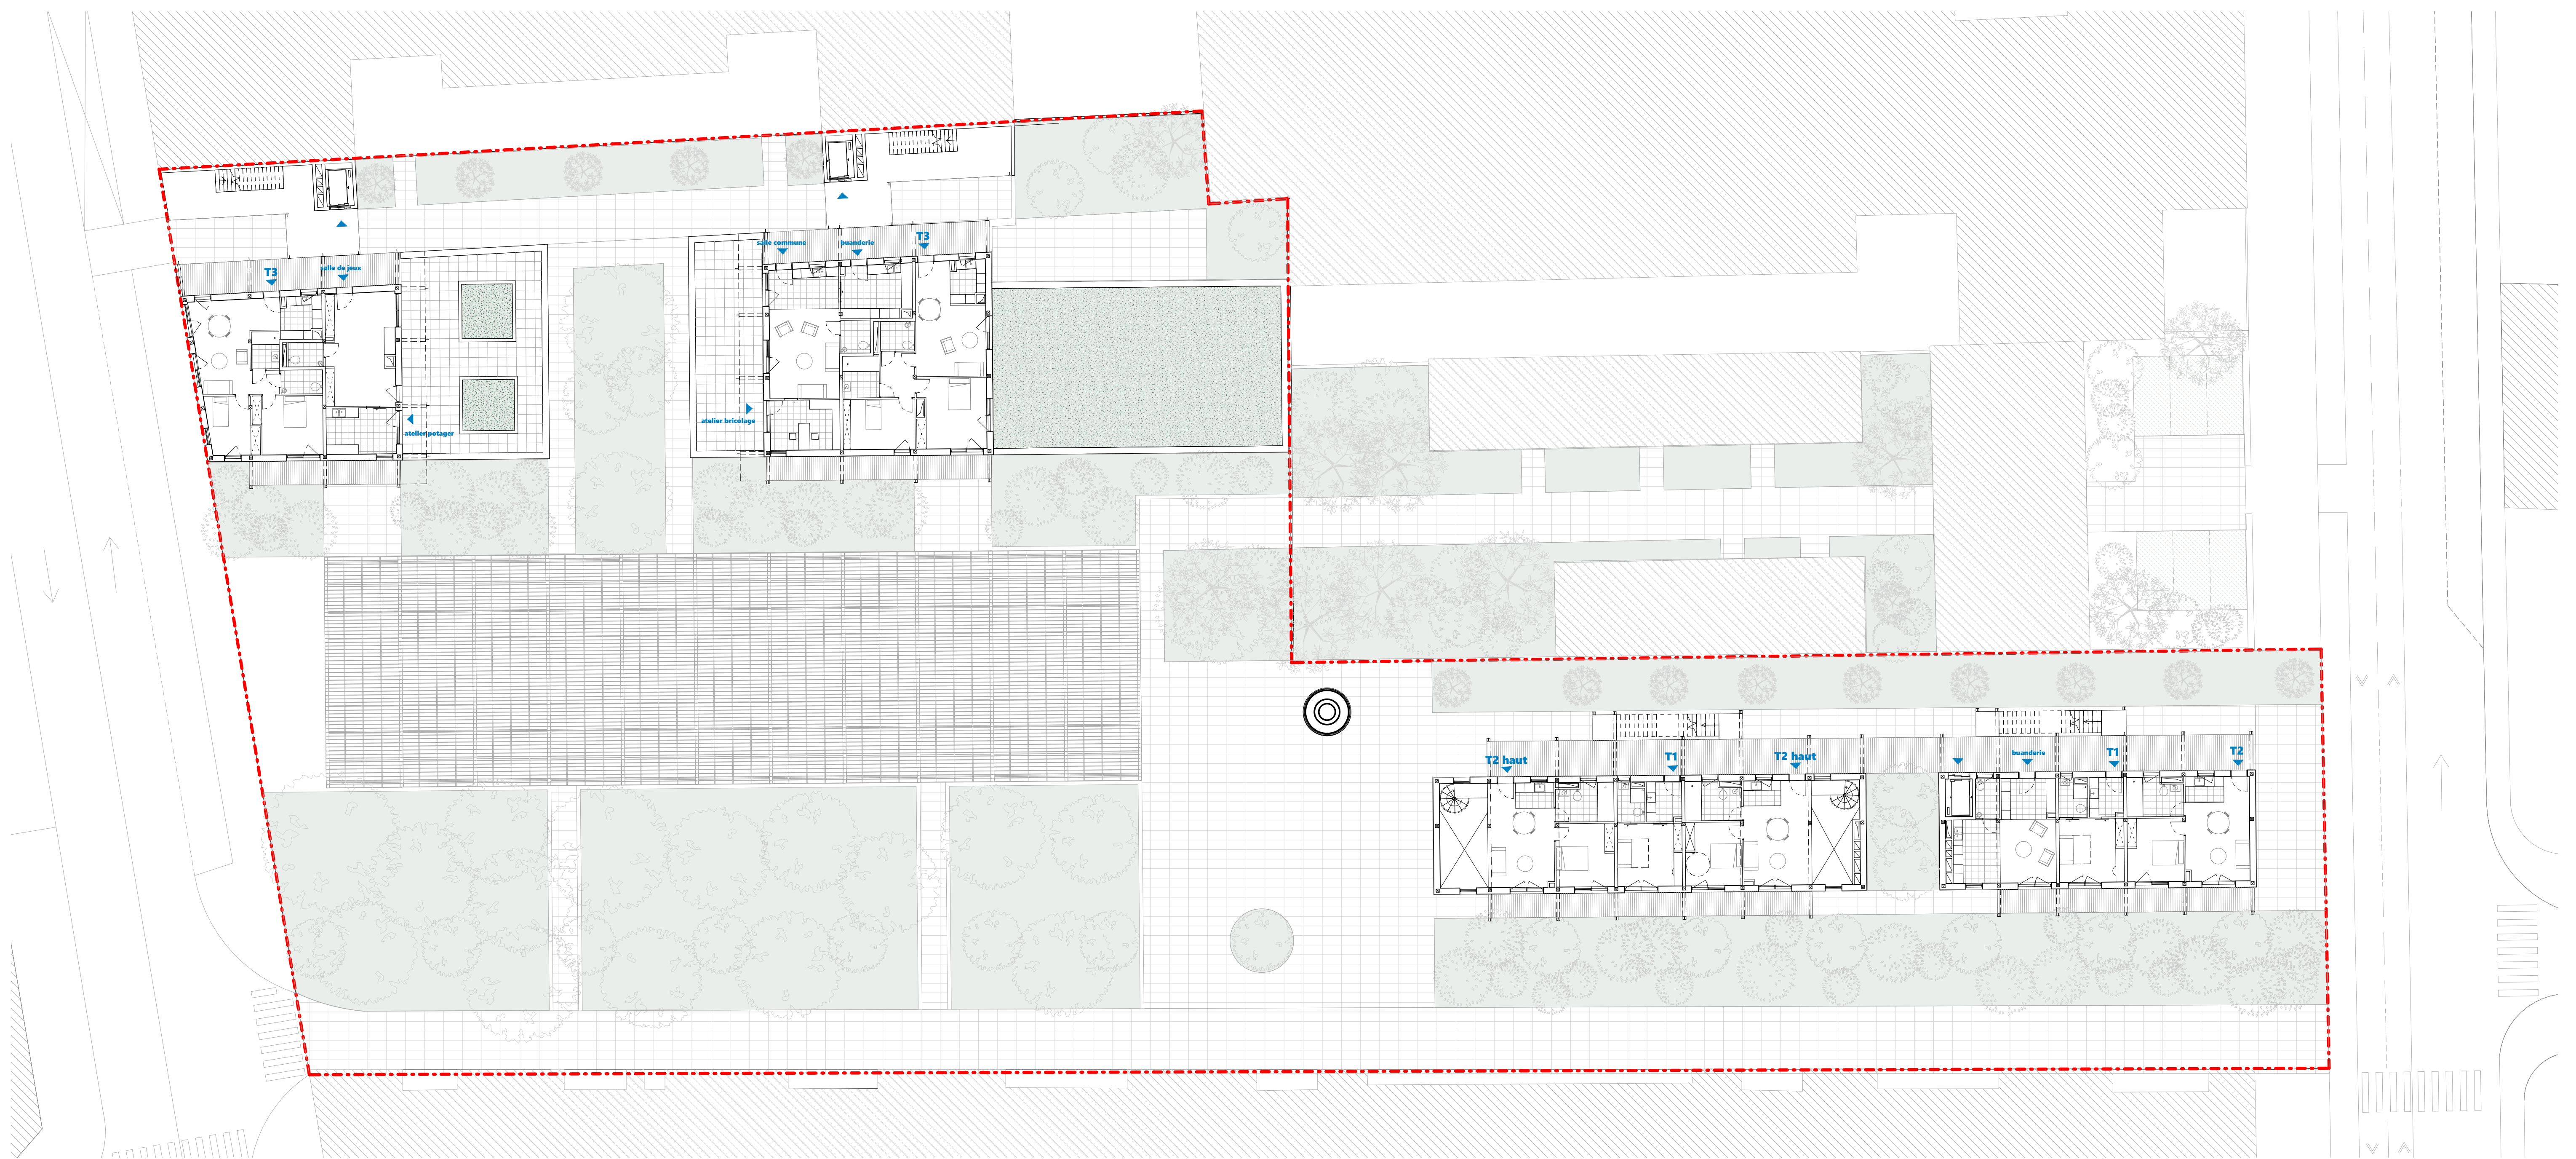 T3
salle de jeux
atelier potager
salle commune
buanderie
T3
atelier bricolage
T2 haut
T1
T2 haut
buanderie
T1
T2